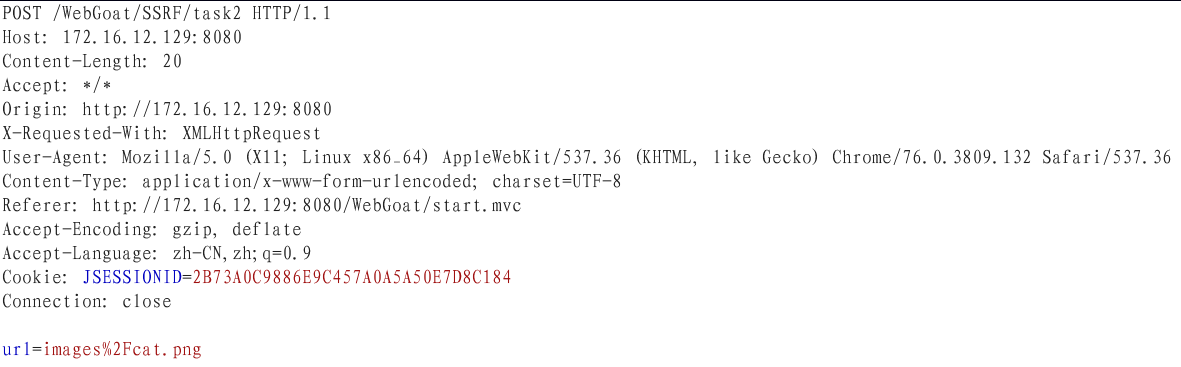 POST /WebGoat/SSRF/task2 HTTP/1.1
Host: 172.16.12.129:8080
Content-Length: 20
Accept: */*
Origin: http://172.16.12.129:8080
X-Requested-With: XMLHttpRequest
User-Agent: Mozilla/5.0 (X11; Linux x86_64) AppleWebKit/537.36 (KHTML, like Gecko) Chrome/76.0.3809.132 Safari/537.36
Content-Type: application/x-www-form-urlencoded; charset=UTF-8
Referer: http://172.16.12.129:8080/WebGoat/start.mvc
Accept-Encoding: gzip, deflate
Accept-Language: zh-CN,zh;q=0.9
Cookie: JSESSIONID=2B73A0C9886E9C457A0A5A50E7D8C184
Connection: close
url=images%2Fcat.png